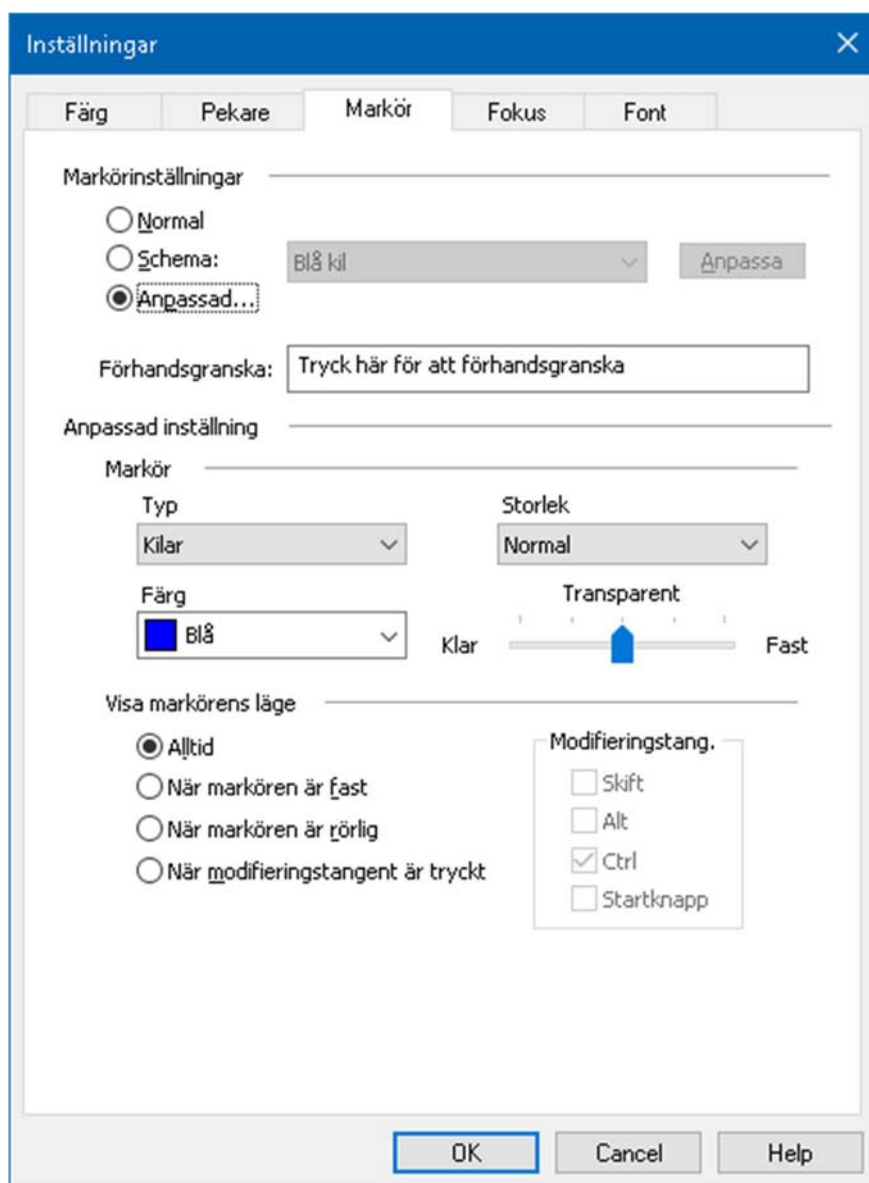 Inställningar
Färg Pekare Markör Fokus Font
Markörinställningar
Normal
Schema: Blå kil Anpassa
Anpassad...
Förhandsgranska: Tryck här för att förhandsgranska
Anpassad inställning
Markör
Typ Storlek
Kilar Normal
Färg Transparent
Blå Klar Fast
Visa markörens läge
Alltid Modifieringstang.
När markören är fast Skift
När markören är rörlig Alt
När modifieringstangent är tryckt Ctrl
Startknapp
OK Cancel Help